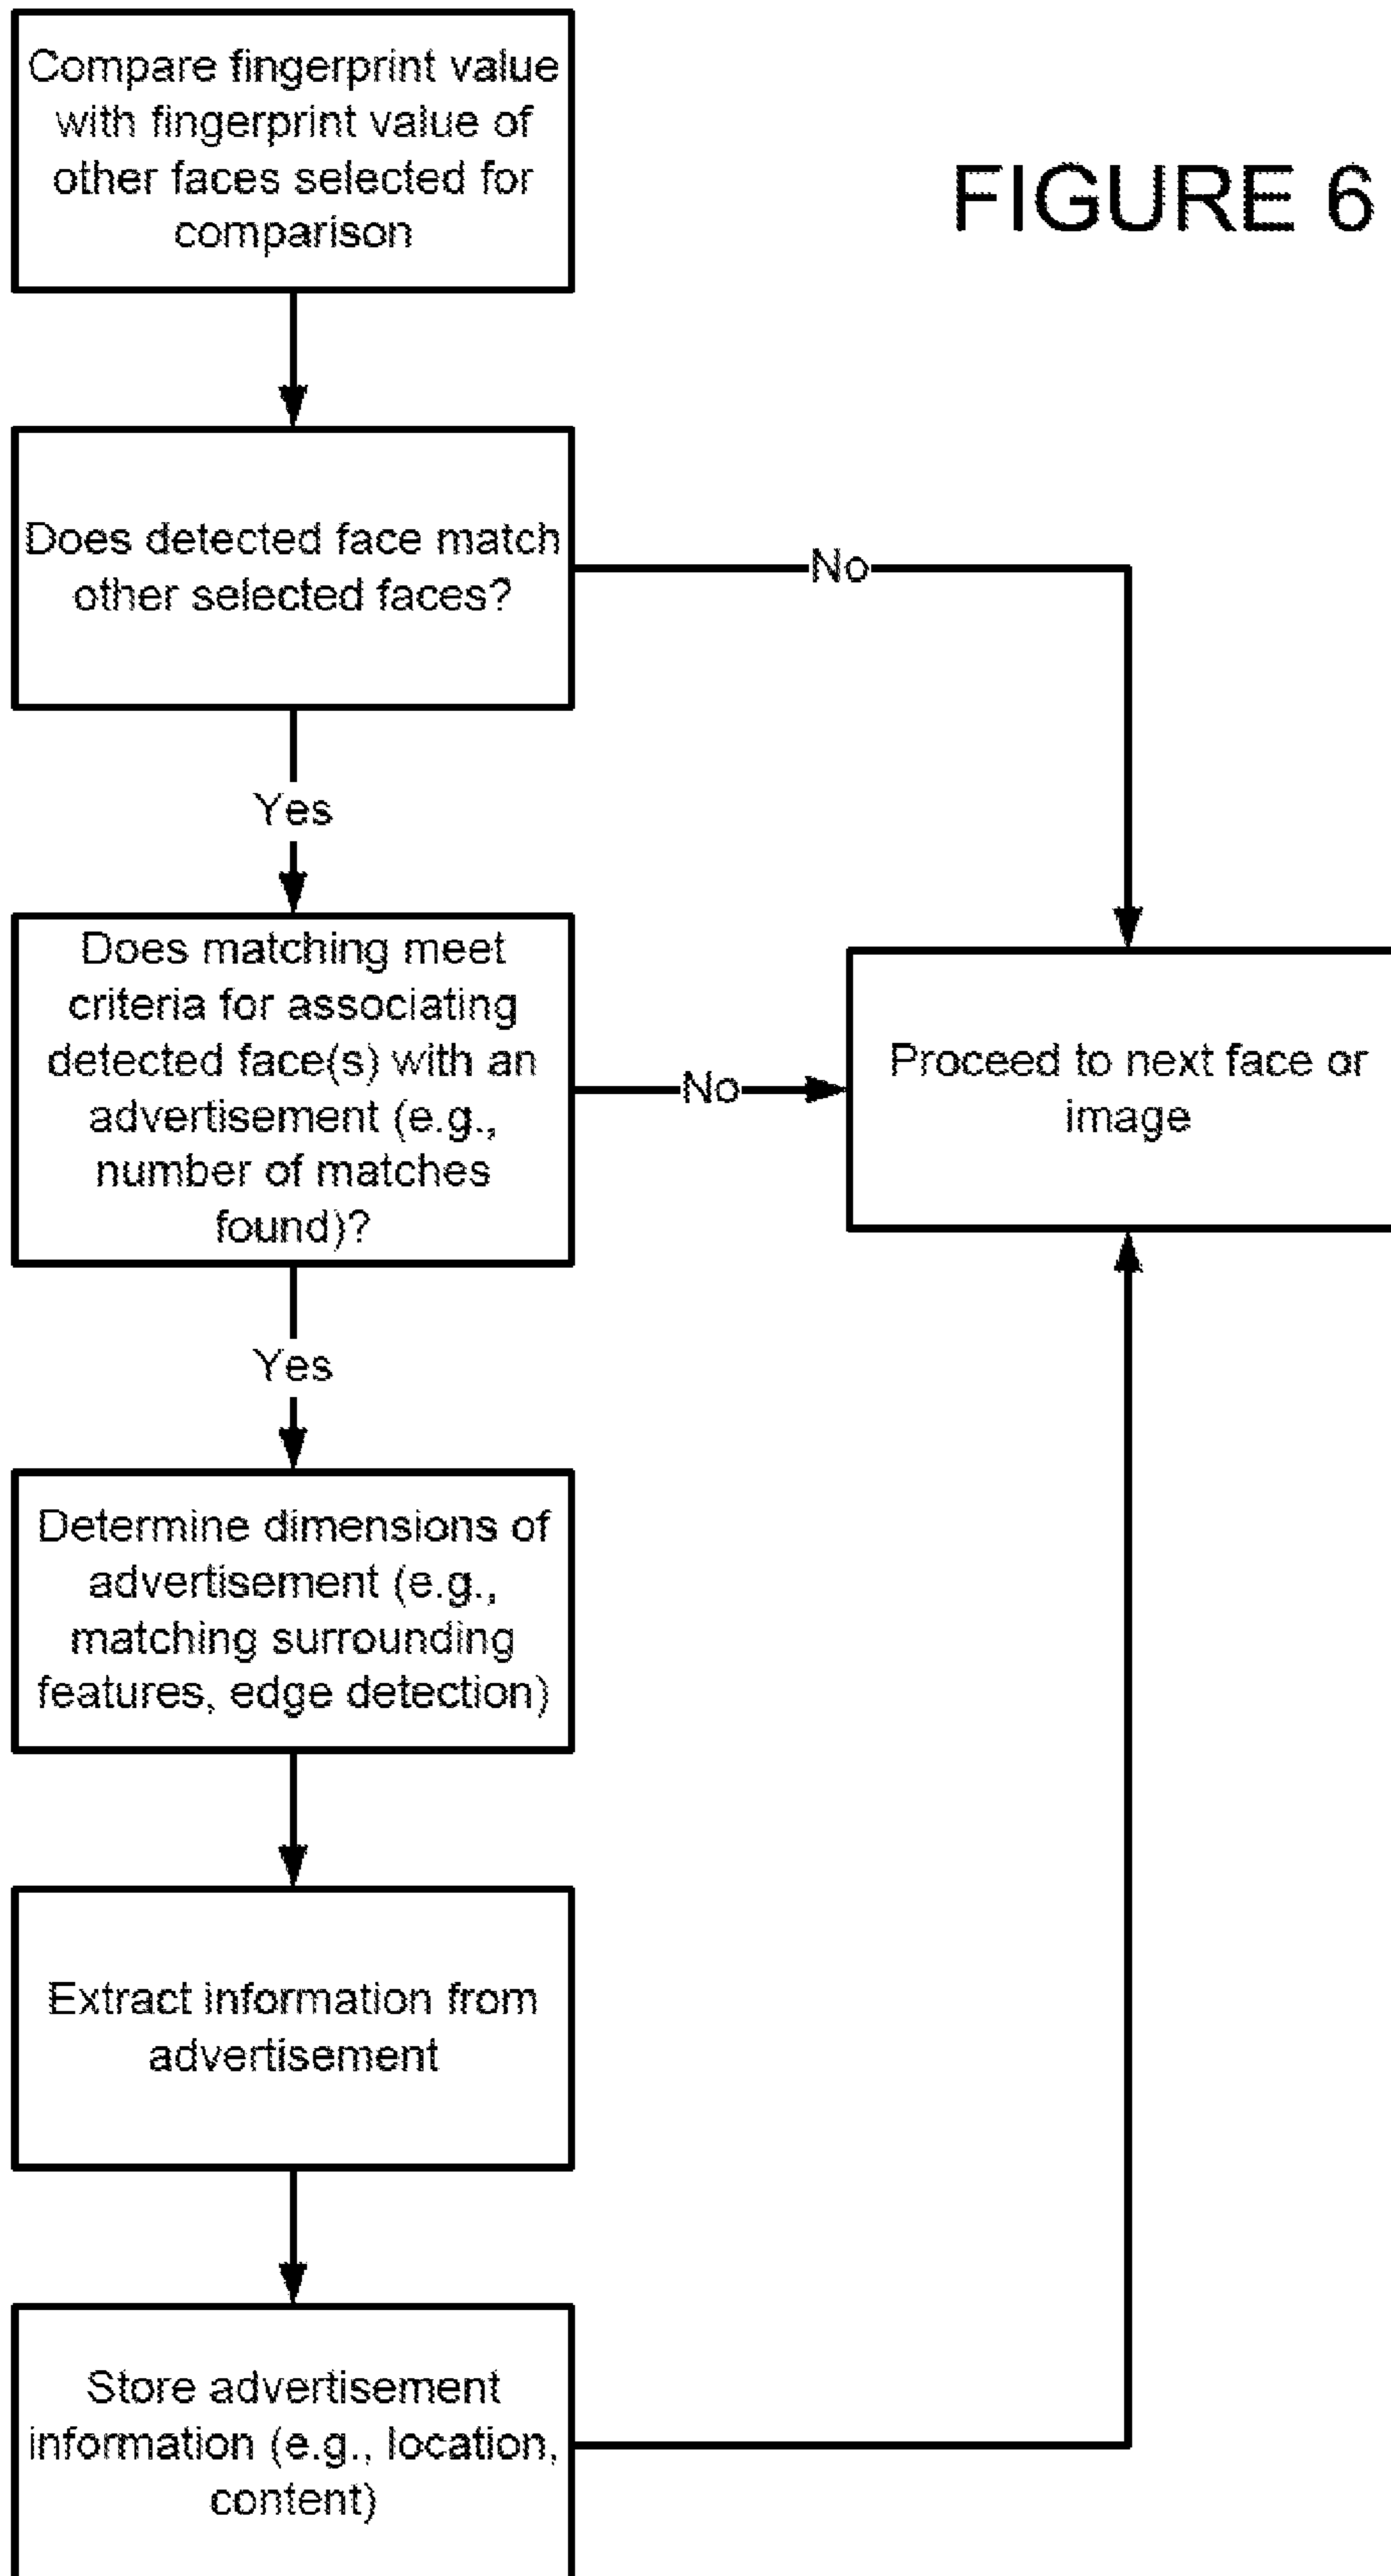 Compare fingerprint value
with fingerprint value of
other faces selected for
comparison
FIGURE 6
Does detected face match
other selected faces?
No
Yes
Does matching meet
criteria for associating
detected face(s) with an
advertisement (e.g.,
number of matches
found)?
No
Proceed to next face or
image
Yes
Determine dimensions of
advertisement (e.g.,
matching surrounding
features, edge detection)
Extract information from
advertisement
Store advertisement
information (e.g., location,
content)